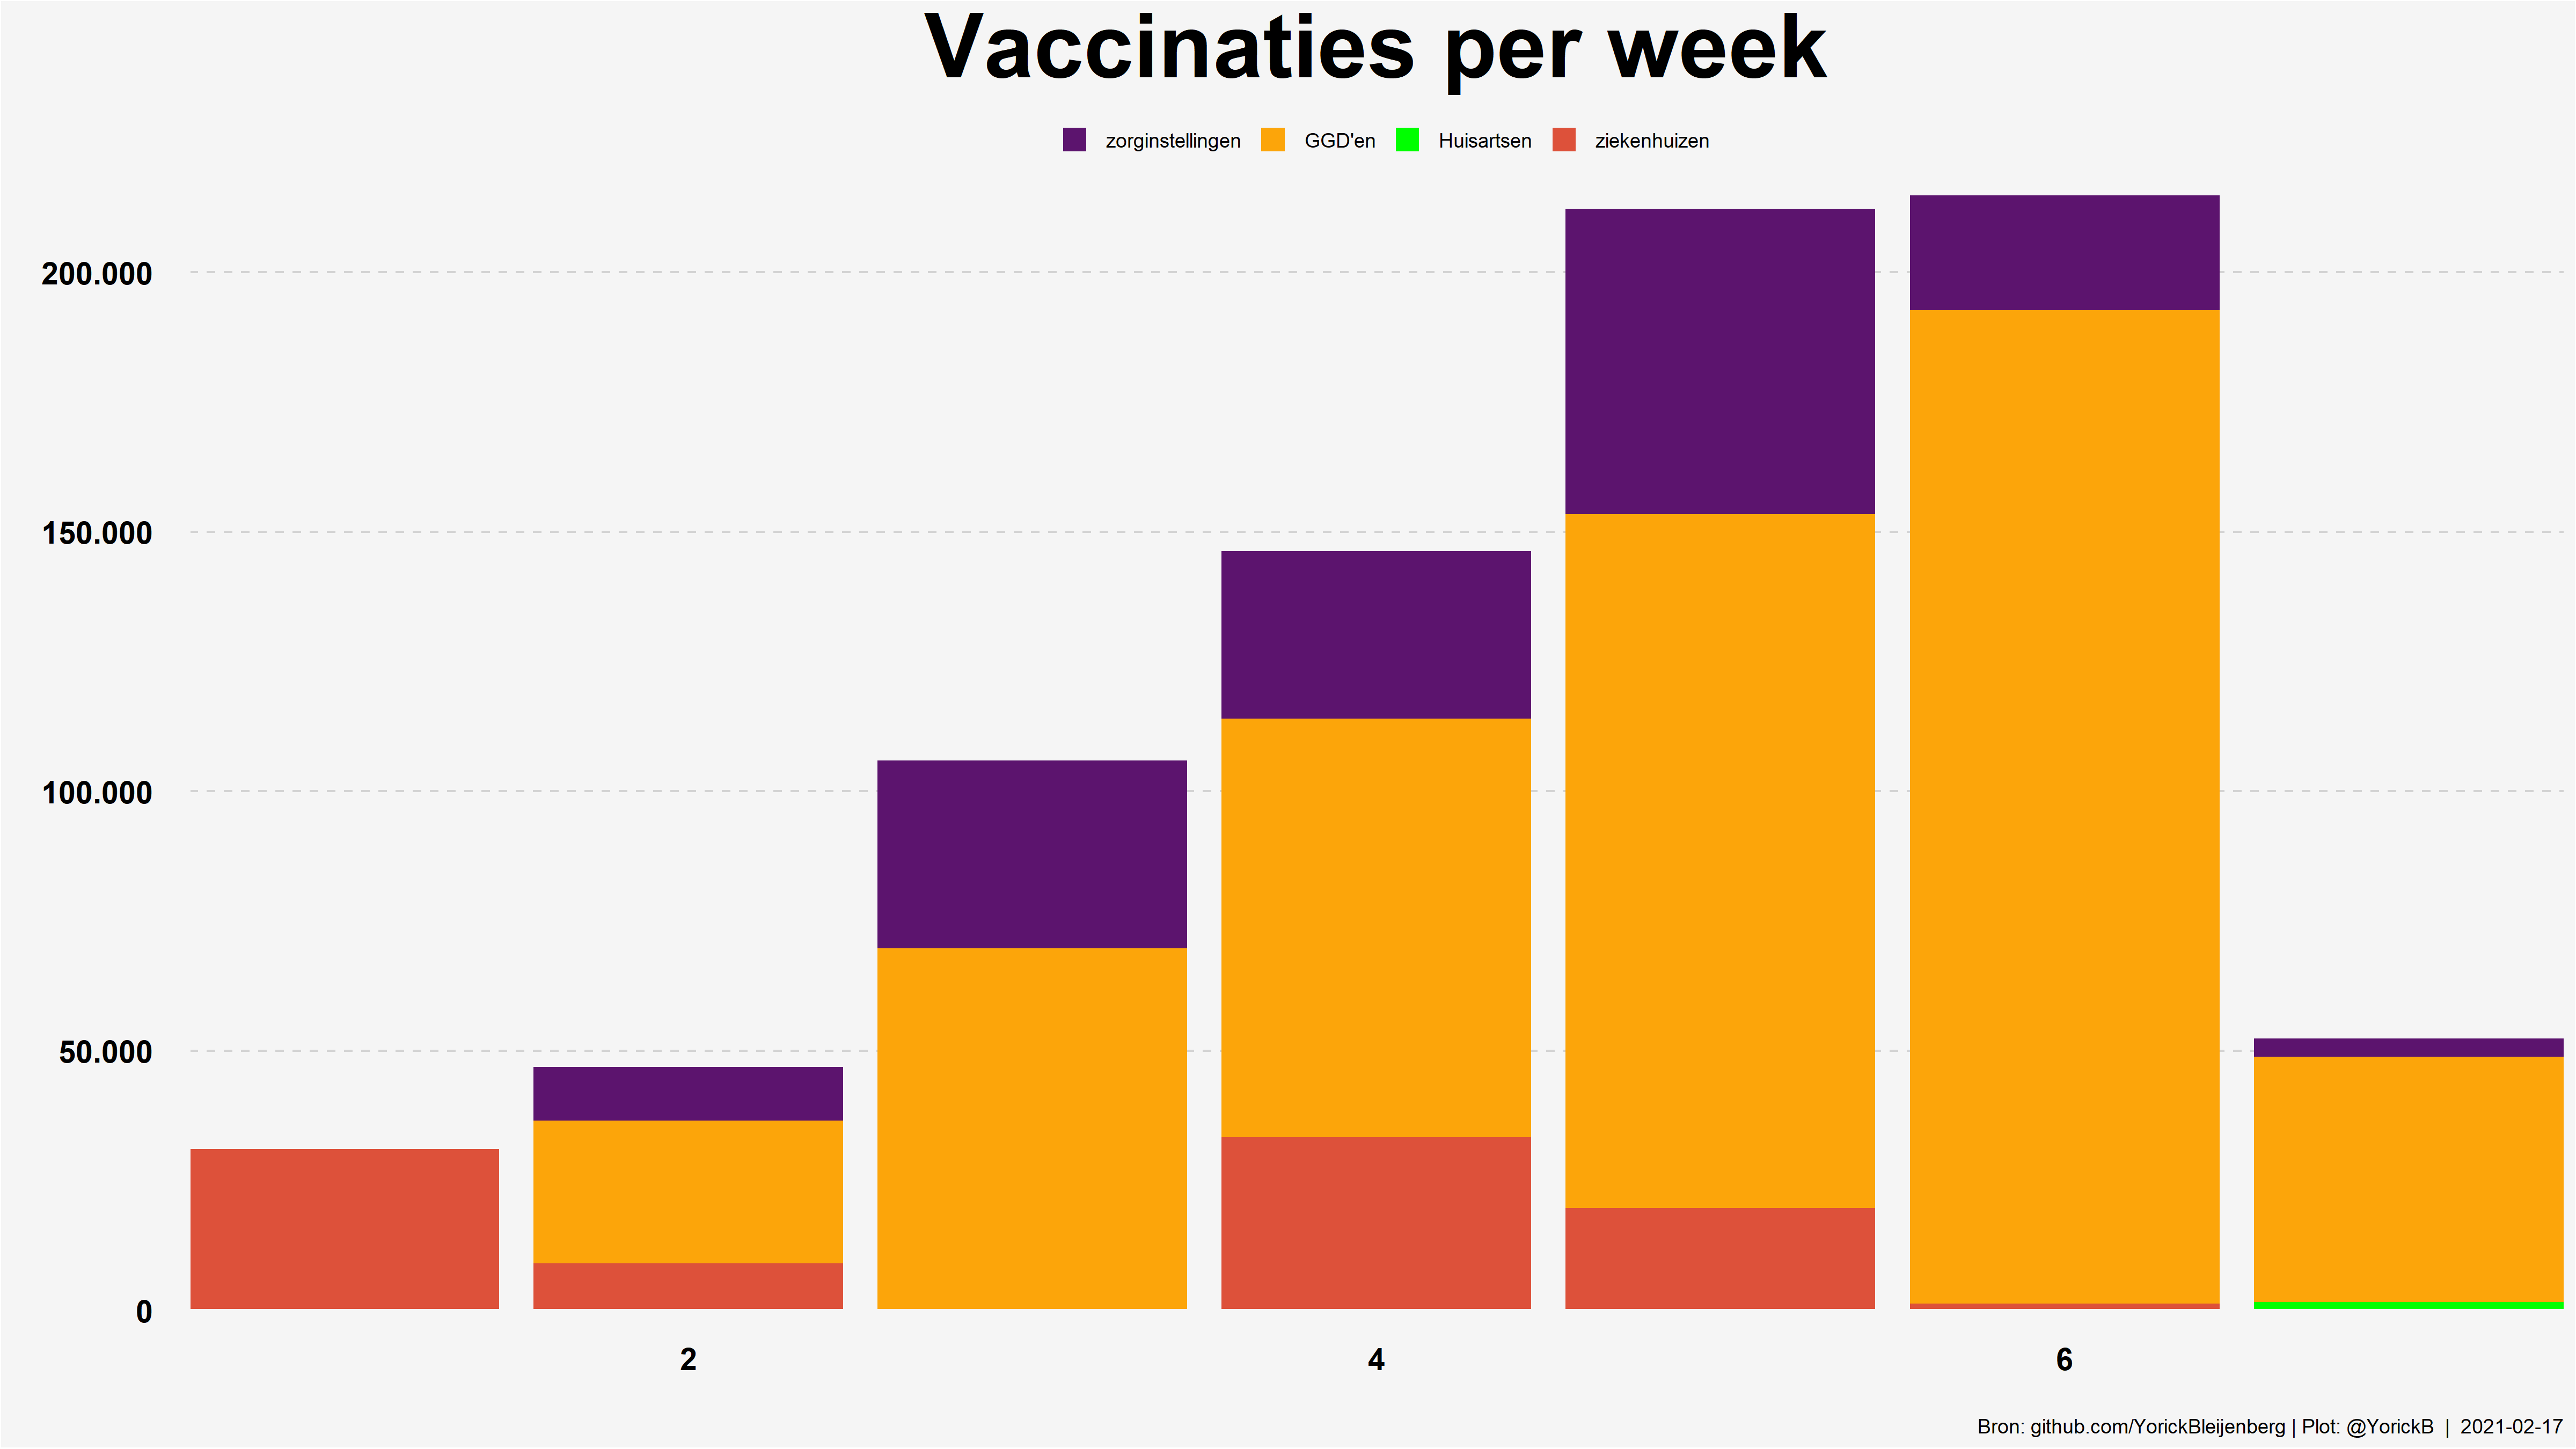 Vaccinaties per week
zorginstellingen GGD'en Huisartsen ziekenhuizen
200.000
150.000
100.000
50.000
0
2 4 6
Bron: github.com/YorickBleijenberg | Plot: @YorickB | 2021-02-17